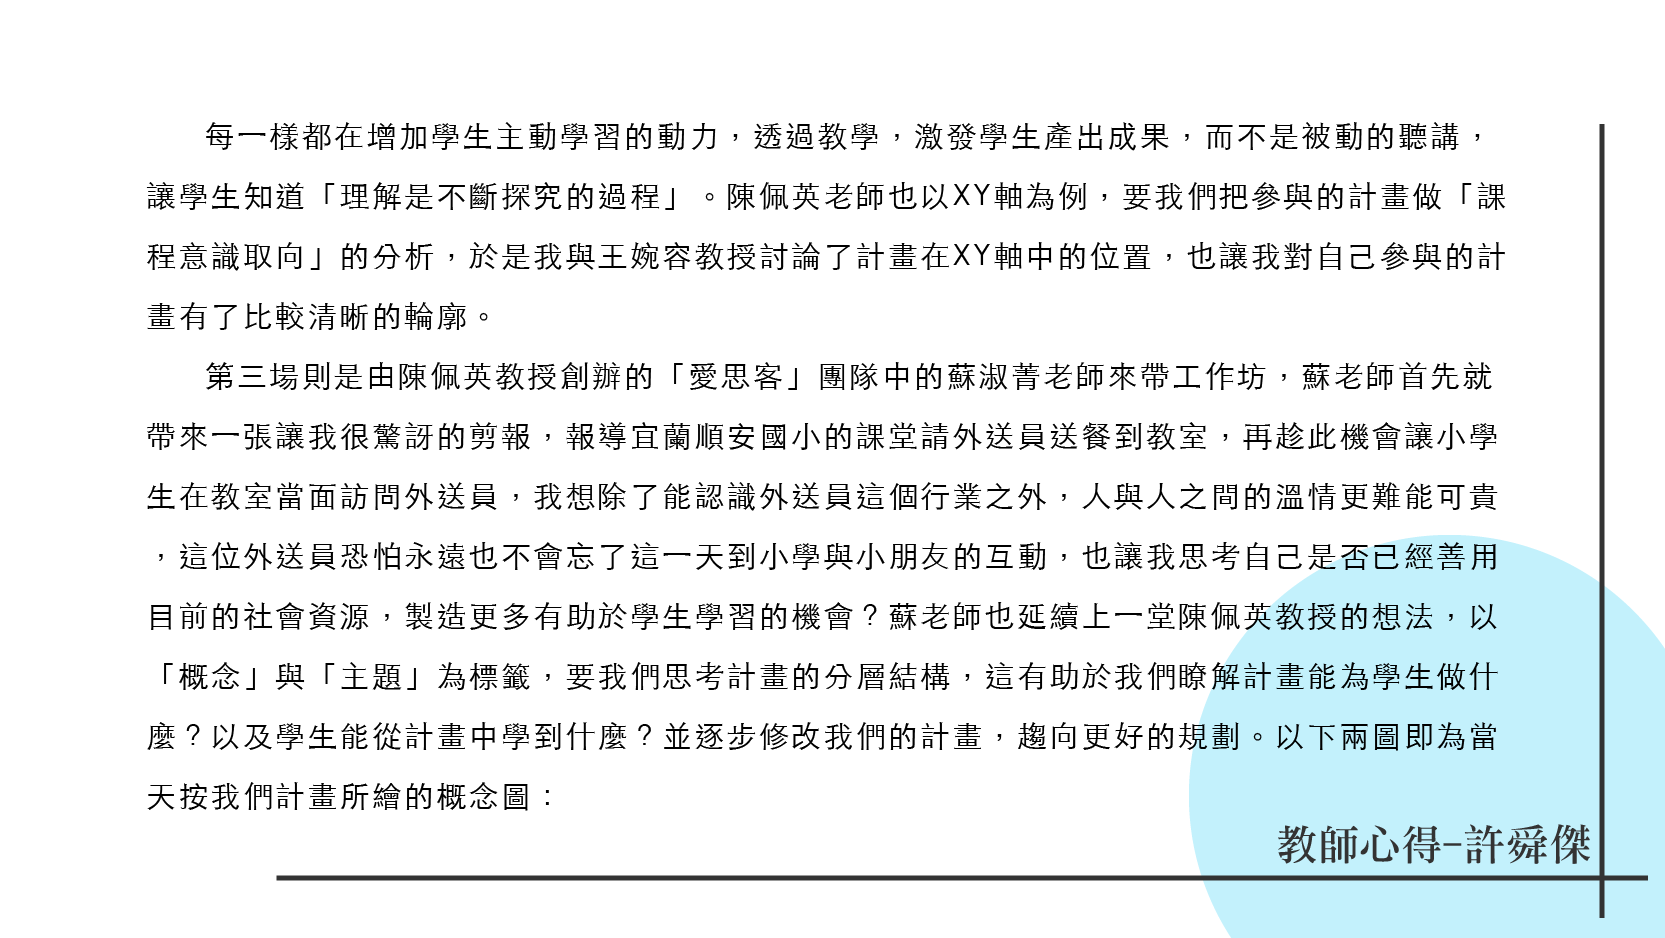 每一樣都在增加學生主動學習的動力，透過教學，激發學生產出成果，而不是被動的聽講，
讓學生知道「理解是不斷探究的過程」。陳佩英老師也以XY軸為例，要我們把參與的計畫做「課
程意識取向」的分析，於是我與王婉容教授討論了計畫在XY軸中的位置，也讓我對自己參與的計
畫有了比較清晰的輪廓。
第三場則是由陳佩英教授創辦的「愛思客」團隊中的蘇淑菁老師來帶工作坊，蘇老師首先就
帶來一張讓我很驚訝的剪報，報導宜蘭順安國小的課堂請外送員送餐到教室，再趁此機會讓小學
生在教室當面訪問外送員，我想除了能認識外送員這個行業之外，人與人之間的溫情更難能可貴
，這位外送員恐怕永遠也不會忘了這一天到小學與小朋友的互動，也讓我思考自己是否已經善用
目前的社會資源，製造更多有助於學生學習的機會？蘇老師也延續上一堂陳佩英教授的想法，以
「概念」與「主題」為標籤，要我們思考計畫的分層結構，這有助於我們瞭解計畫能為學生做什
麼？以及學生能從計畫中學到什麼？並逐步修改我們的計畫，趨向更好的規劃。以下兩圖即為當
天按我們計畫所繪的概念圖：
教師心得-許舜傑